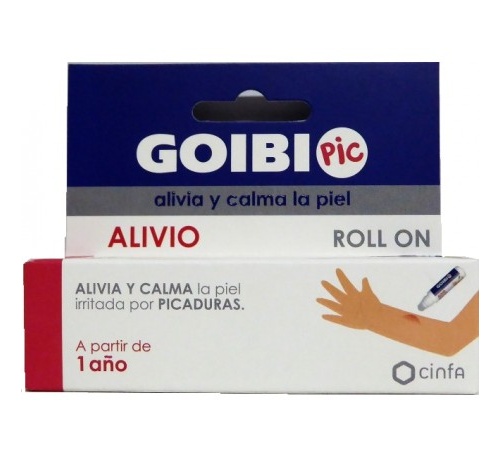 GOIBI Pic
alivia y calma la piel
ALIVIO ROLL ON
ALIVIA Y CALMA la piel
irritada por PICADURAS.
A partir de
1 año
cinfa